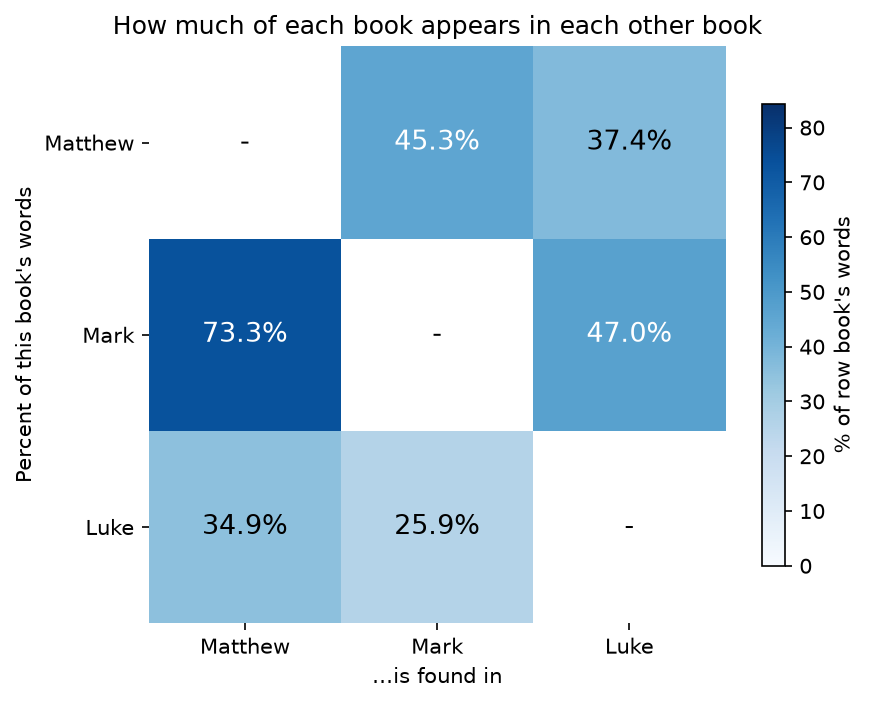 How much of each book appears in each other book
Percent of this book's words
Matthew
-
45.3%
37.4%
Mark
73.3%
-
47.0%
Luke
34.9%
25.9%
-
Matthew
Mark
Luke
...is found in
80
70
60
50
40
30
20
10
0
% of row book's words